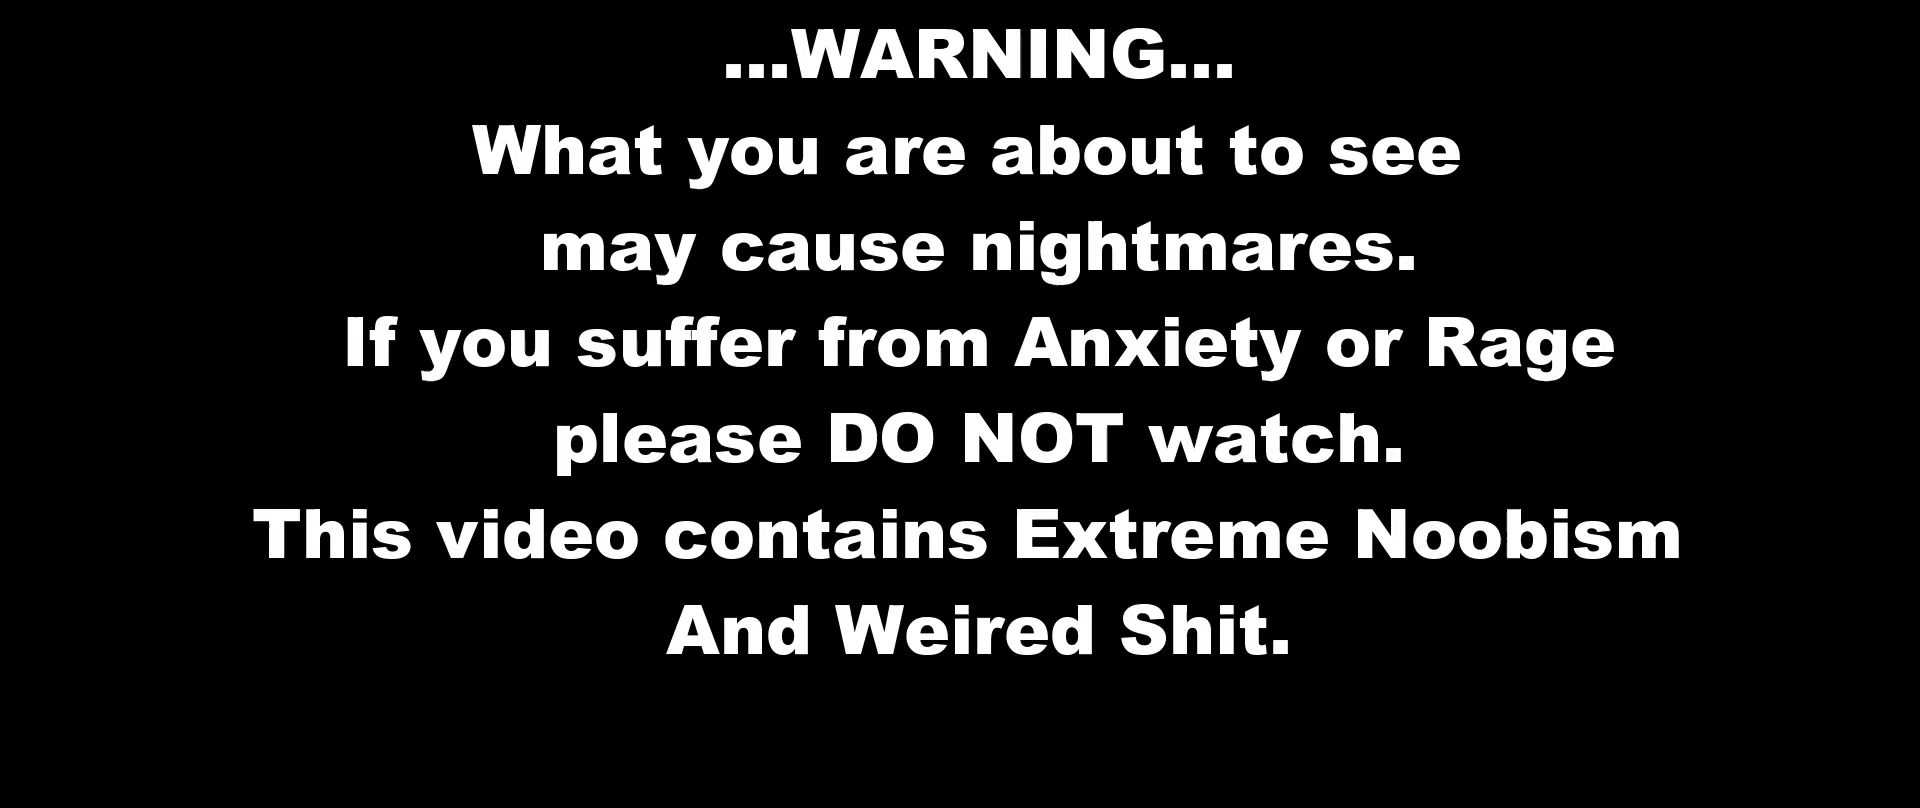 ...WARNING...
What you are about to see
may cause nightmares.
If you suffer from Anxiety or Rage
please DO NOT watch.
This video contains Extreme Noobism
And Weired Shit.